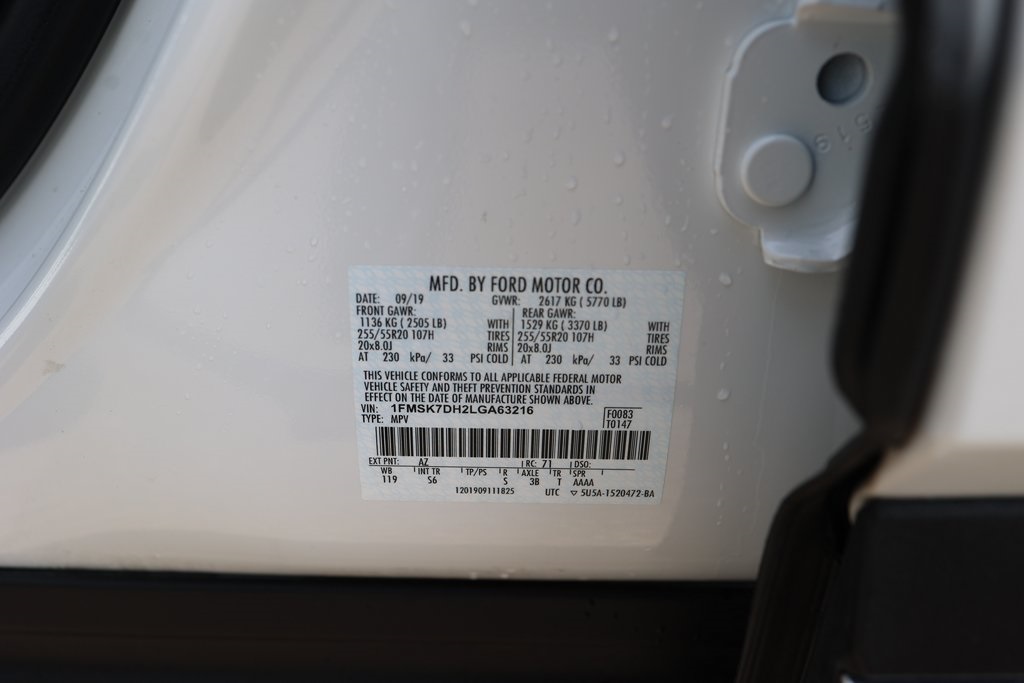 519
MFD. BY FORD MOTOR CO.
DATE: 09/19 GVWR: 2617 KG ( 5770 LB)
FRONT GAWR: REAR GAWR:
1136 KG ( 2505 LB) WITH 1529 KG ( 3370 LB) WITH
255/55R20 107H TIRES 255/55R20 107H TIRES
20x8.0J RIMS 20x8.0J RIMS
AT 230 kPa/ 33 PSI COLD AT 230 kPa/ 33 PSI COLD
THIS VEHICLE CONFORMS TO ALL APPLICABLE FEDERAL MOTOR
VEHICLE SAFETY AND THEFT PREVENTION STANDARDS IN
EFFECT ON THE DATE OF MANUFACTURE SHOWN ABOVE.
VIN: 1FMSK7DH2LGA63216 F0083
TYPE: MPV T0147
EXT PNT: AZ RC: 71 DSO:
WB INT TR TP/PS R AXLE TR SPR
119 S6 S 3B T AAAA
1201909111825 UTC ▽ 5U5A-1520472-BA